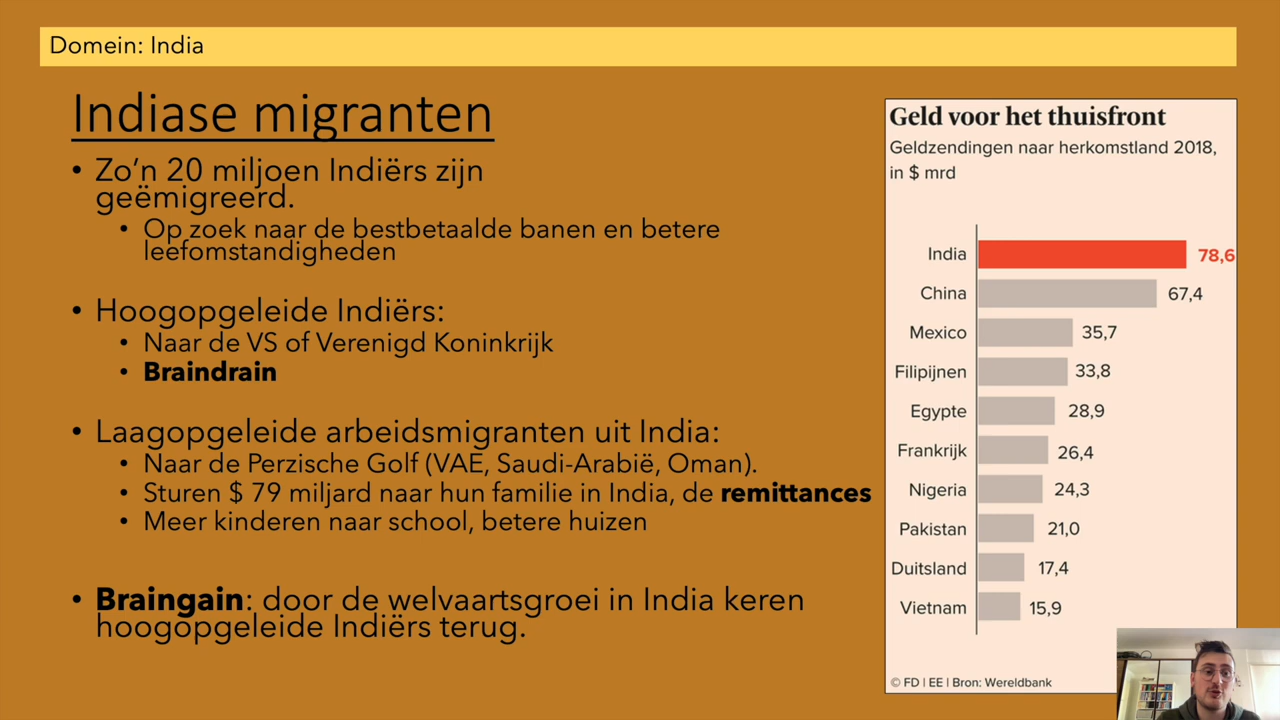 Domein: India
Indiase migranten
• Zo'n 20 miljoen Indiërs zijn
geëmigreerd.
• Op zoek naar de bestbetaalde banen en betere
leefomstandigheden
• Hoogopgeleide Indiërs:
• Naar de VS of Verenigd Koninkrijk
• Braindrain
• Laagopgeleide arbeidsmigranten uit India:
• Naar de Perzische Golf (VAE, Saudi-Arabië, Oman).
• Sturen $ 79 miljard naar hun familie in India, de remittances
• Meer kinderen naar school, betere huizen
• Braingain: door de welvaartsgroei in India keren
hoogopgeleide Indiërs terug.
Geld voor het thuisfront
Geldzendingen naar herkomstland 2018,
in $ mrd
India 78,6
China 67,4
Mexico 35,7
Filipijnen 33,8
Egypte 28,9
Frankrijk 26,4
Nigeria 24,3
Pakistan 21,0
Duitsland 17,4
Vietnam 15,9
© FD | EE | Bron: Wereldbank